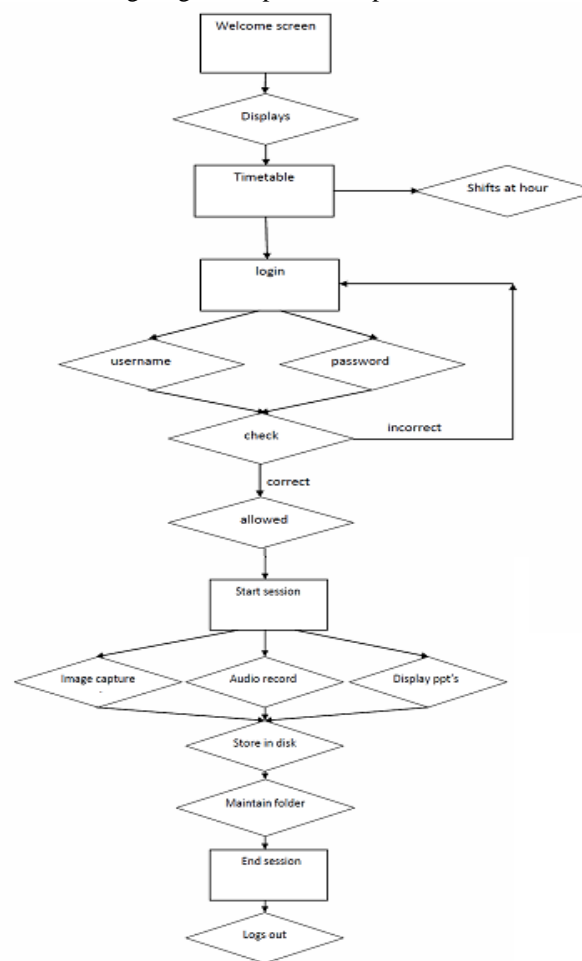 Welcome screen
Displays
Timetable
Shifts at hour
login
username
password
check
incorrect
correct
allowed
Start session
Image capture
Audio record
Display ppt's
Store in disk
Maintain folder
End session
Logs out